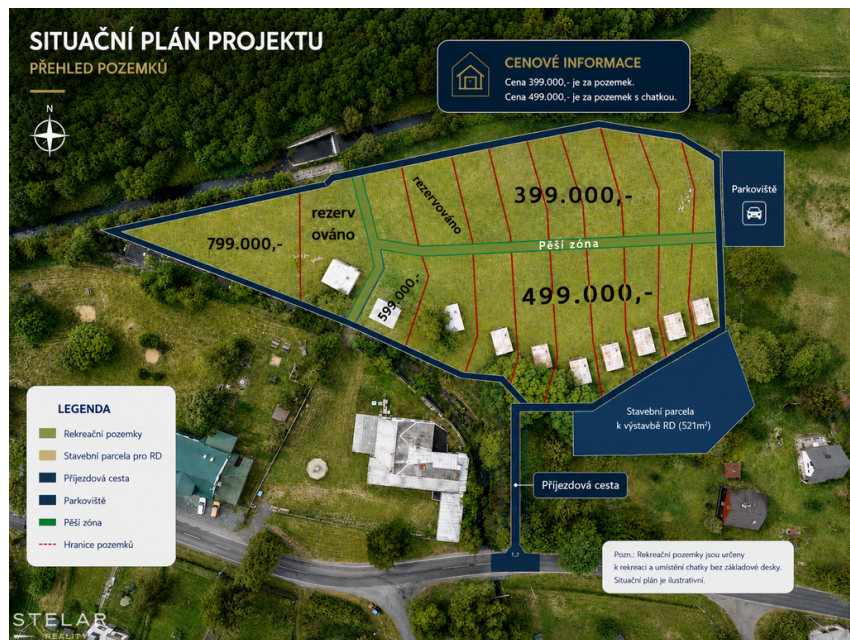 SITUAČNÍ PLÁN PROJEKTU
PŘEHLED POZEMKŮ
N
CENOVÉ INFORMACE
Cena 399.000,- je za pozemek.
Cena 499.000,- je za pozemek s chatkou.
Parkoviště
399.000,-
rezervováno
rezerv
ováno
799.000,-
Pěší zóna
599.000,-
499.000,-
Stavební parcela
k výstavbě RD (521m²)
Příjezdová cesta
LEGENDA
Rekreační pozemky
Stavební parcela pro RD
Příjezdová cesta
Parkoviště
Pěší zóna
Hranice pozemků
Pozn.: Rekreační pozemky jsou určeny
k rekreaci a umístění chatky bez základové desky.
Situační plán je ilustrativní.
STELAR
REALITY